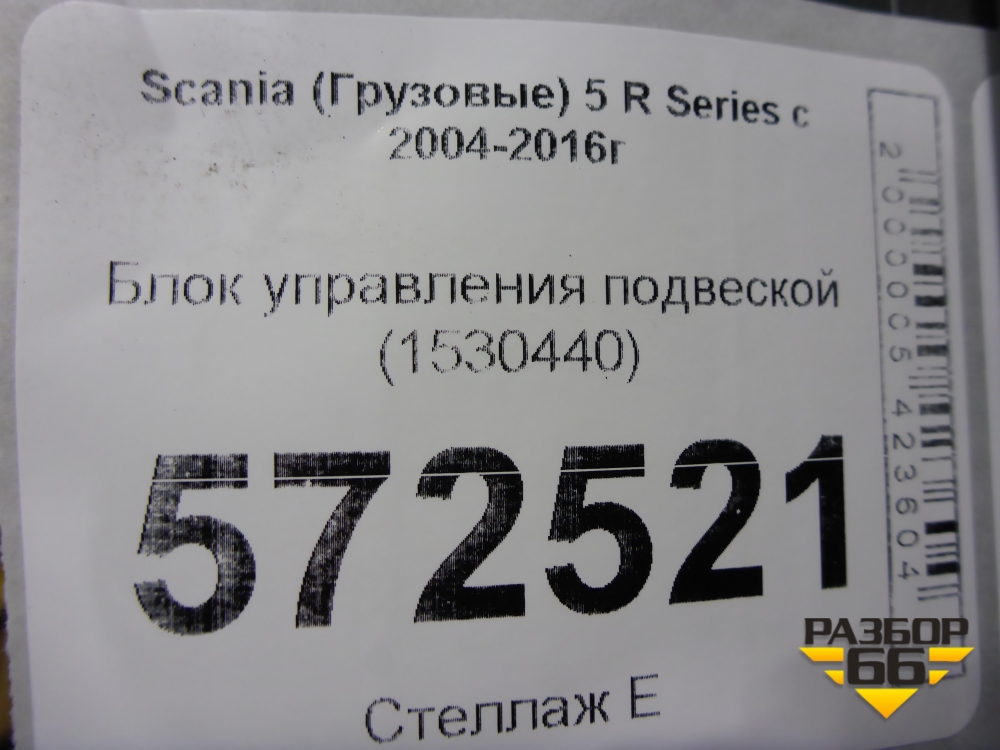 Scania (Грузовые) 5 R Series с
2004-2016г
Блок управления подвеской
(1530440)
572521
Стеллаж Е
2000005423604
РАЗБОР
66